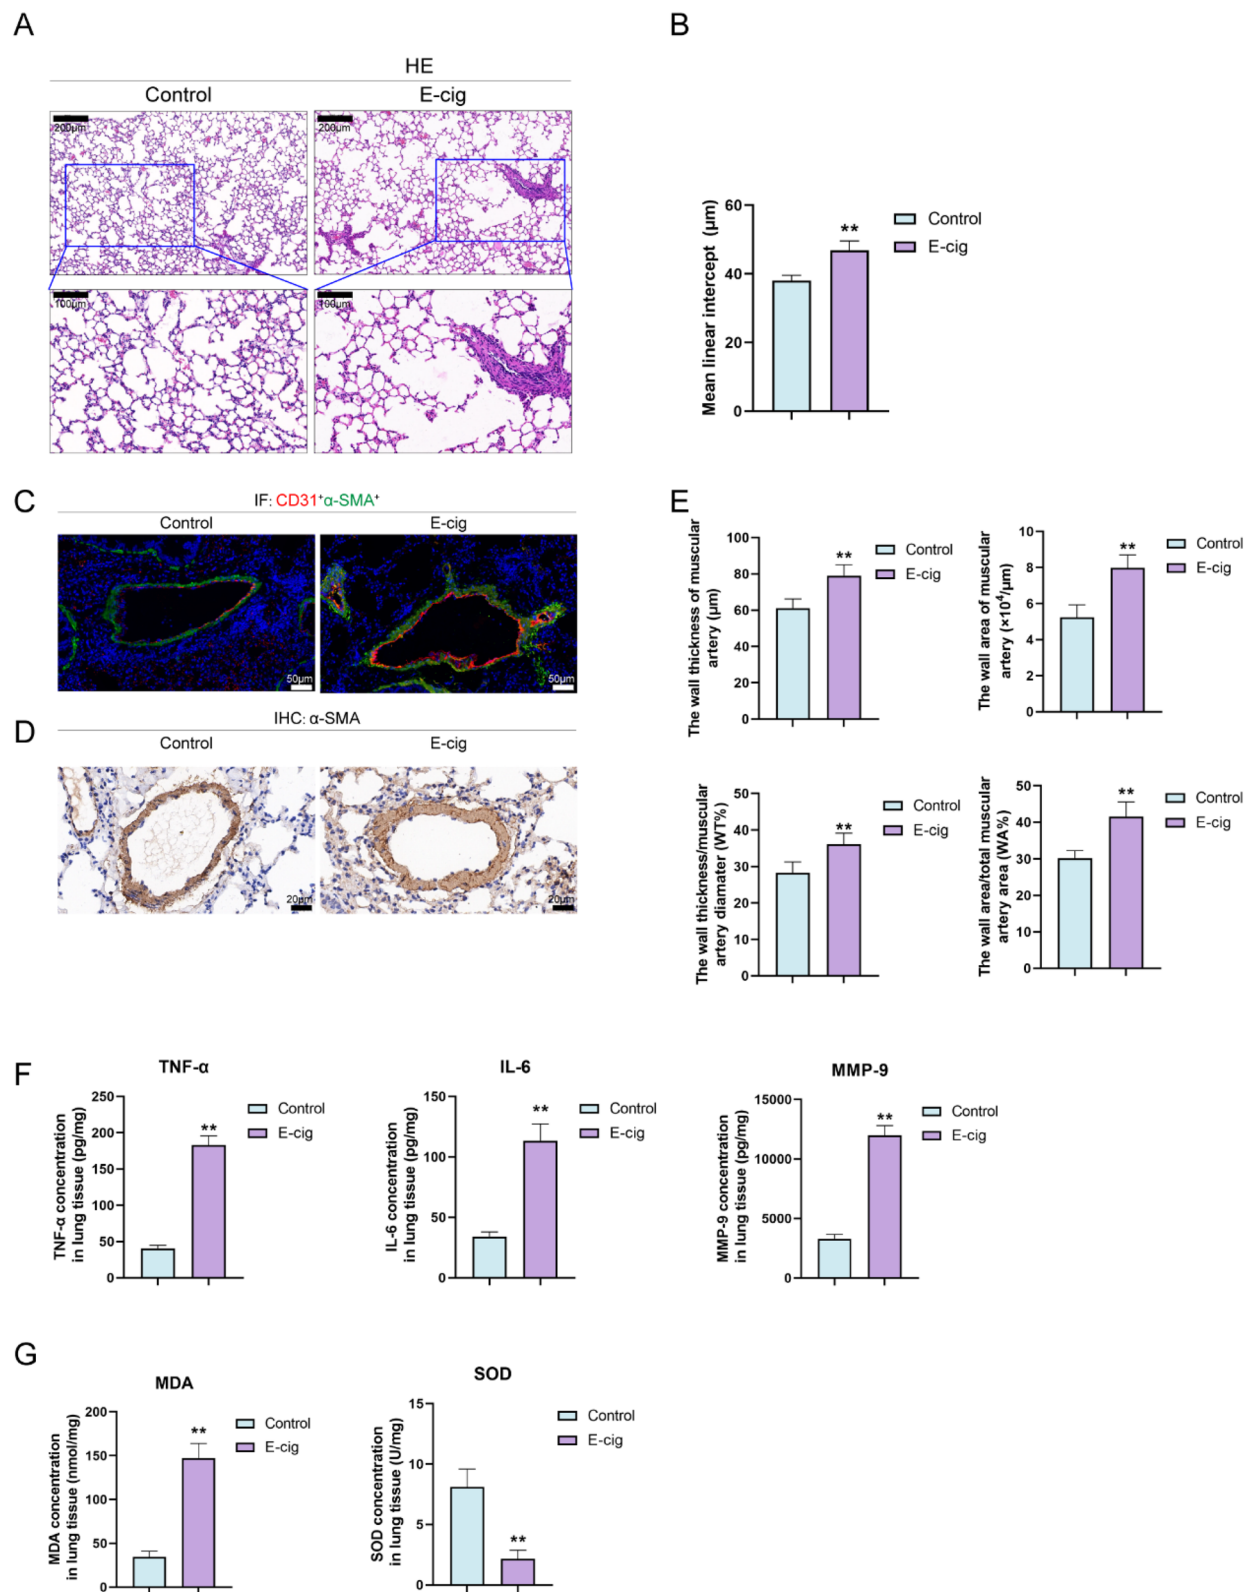 A
HE
Control
E-cig
200μm
200μm
100μm
100μm
B
Mean linear intercept (μm)
60
40
20
0
**
Control
E-cig
C
IF: CD31⁺α-SMA⁺
Control
E-cig
50μm
50μm
D
IHC: α-SMA
Control
E-cig
20μm
20μm
E
The wall thickness of muscular
artery (μm)
100
80
60
40
20
0
**
Control
E-cig
The wall area of muscular
artery (×10⁴/μm)
10
8
6
4
2
0
**
Control
E-cig
The wall thickness/muscular
artery diamater (WT%)
50
40
30
20
10
0
**
Control
E-cig
The wall area/total muscular
artery area (WA%)
50
40
30
20
10
0
**
Control
E-cig
F
TNF-α
TNF-α concentration
in lung tissue (pg/mg)
250
200
150
100
50
0
**
Control
E-cig
IL-6
IL-6 concentration
in lung tissue (pg/mg)
150
100
50
0
**
Control
E-cig
MMP-9
MMP-9 concentration
in lung tissue (pg/mg)
15000
10000
5000
0
**
Control
E-cig
G
MDA
MDA concentration
in lung tissue (nmol/mg)
200
150
100
50
0
**
Control
E-cig
SOD
SOD concentration
in lung tissue (U/mg)
15
10
5
0
**
Control
E-cig